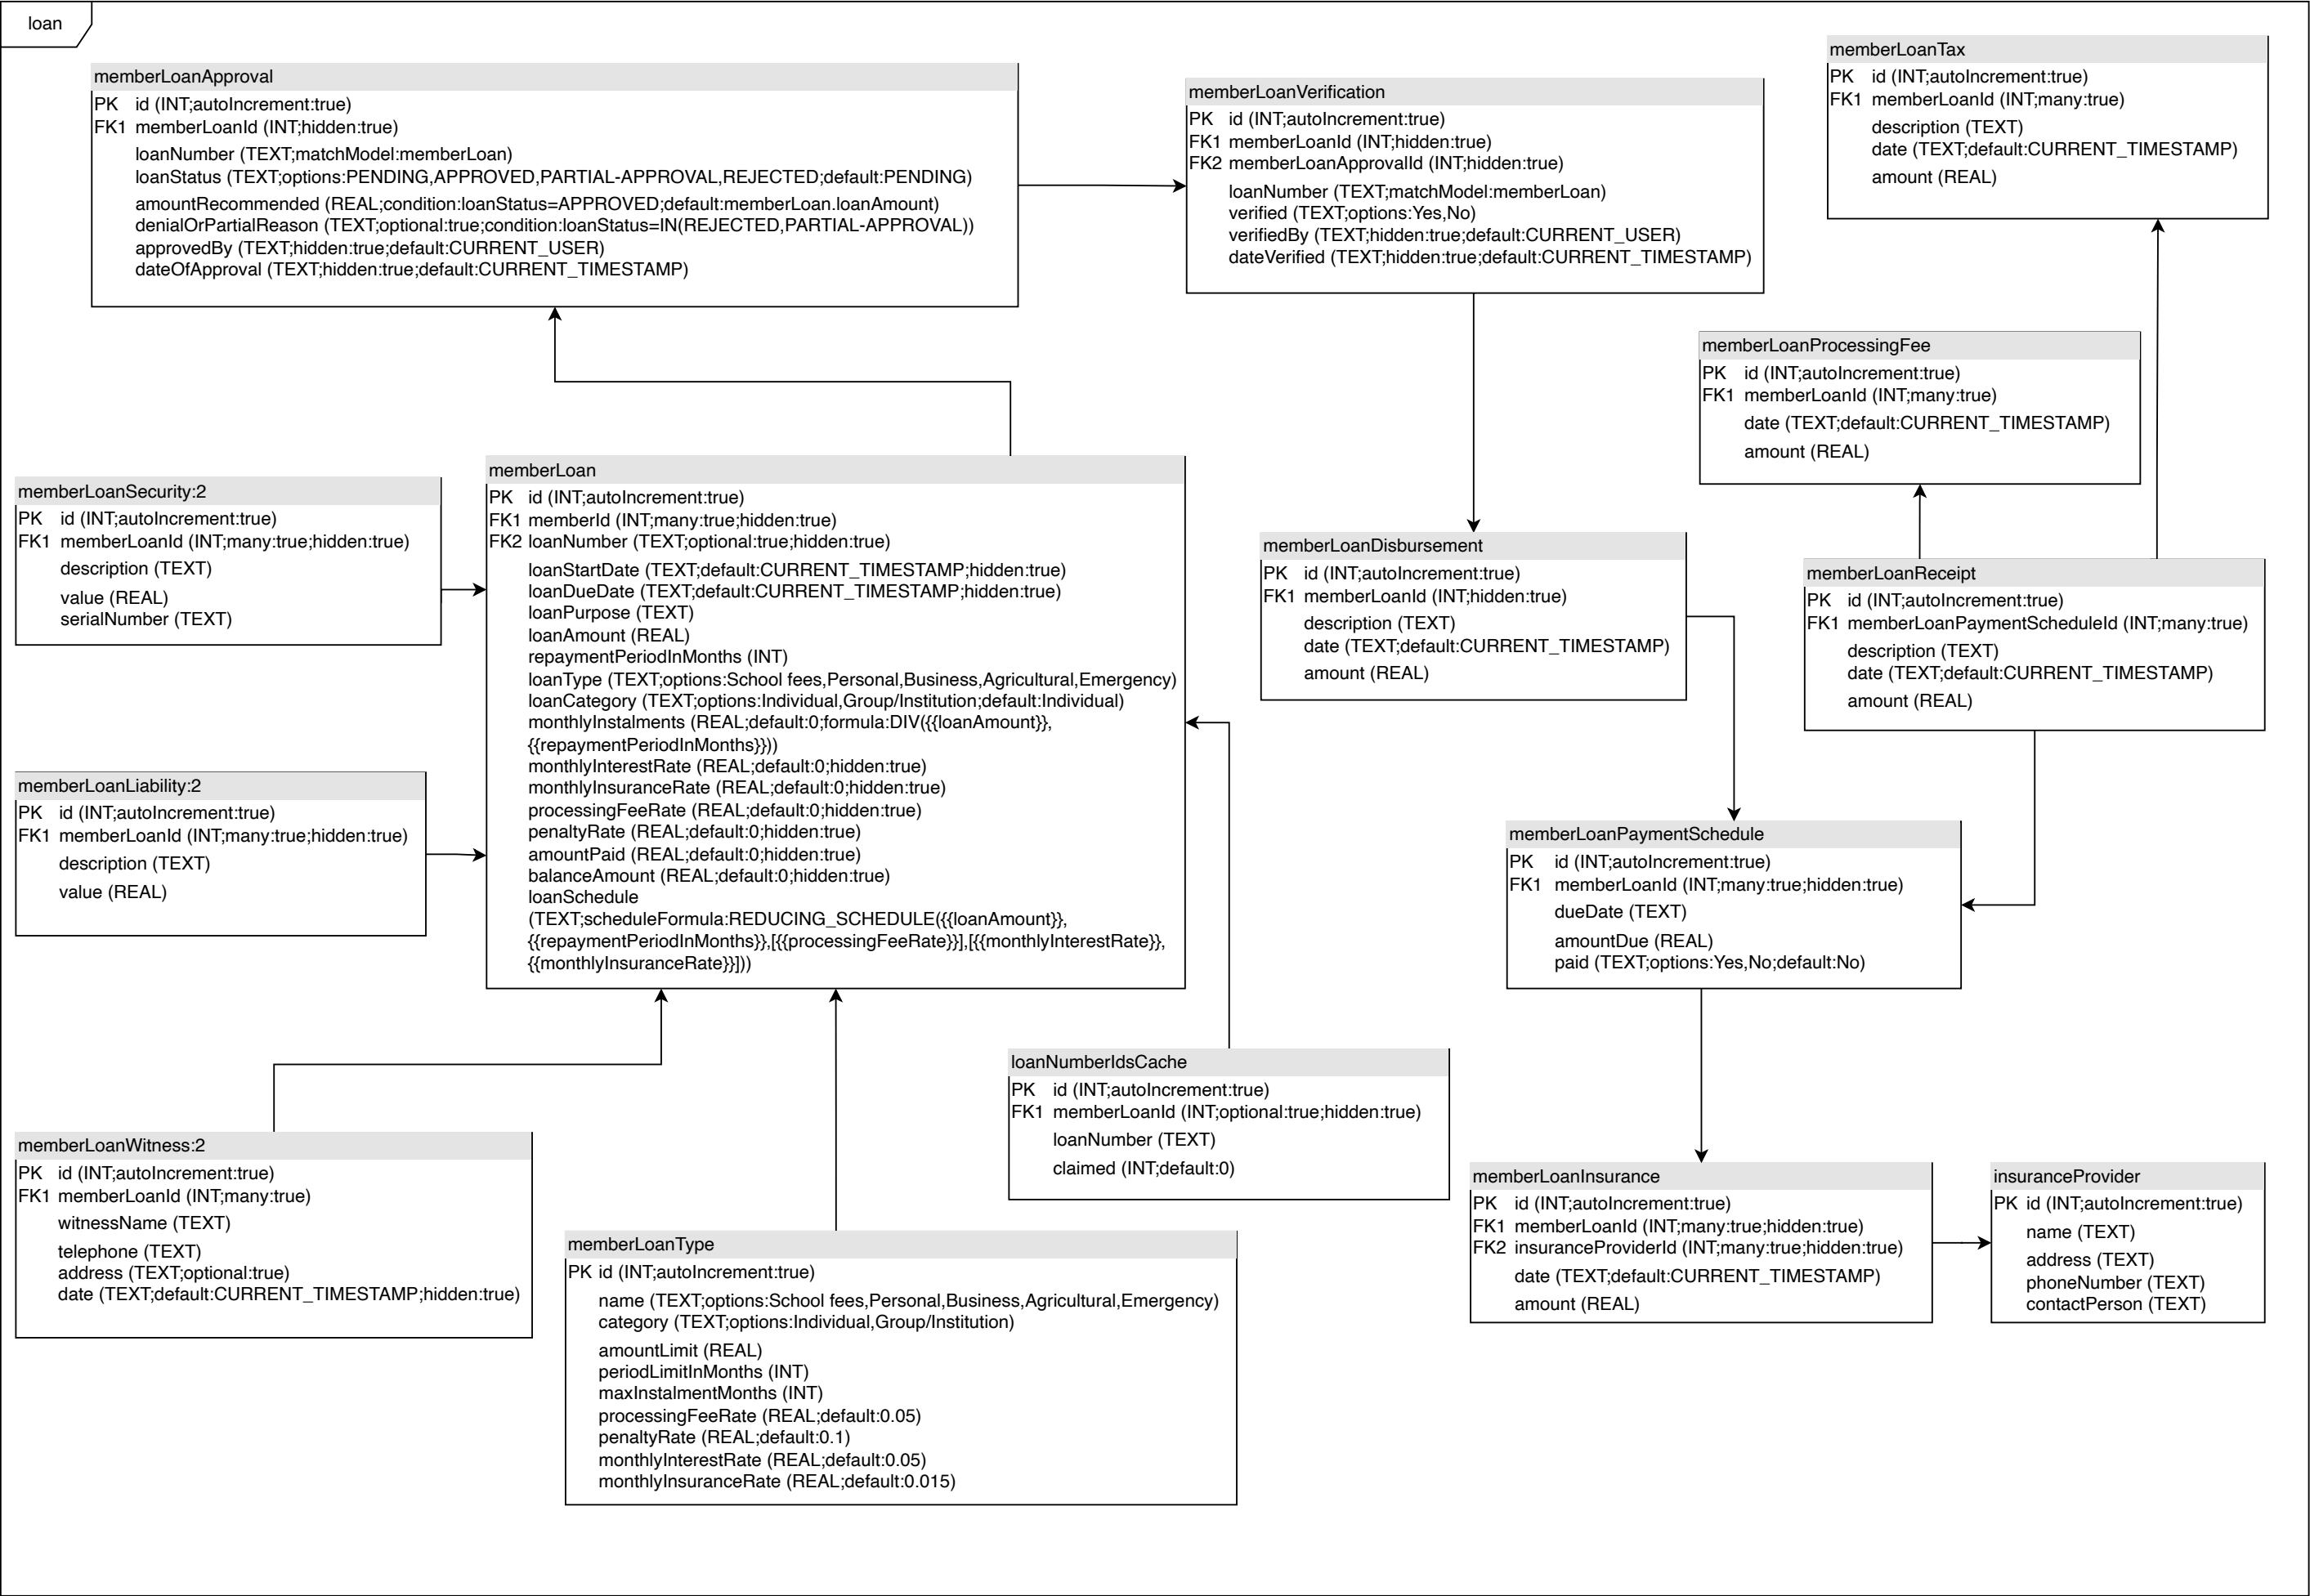 loan
memberLoanApproval
PK id (INT;autoIncrement:true)
FK1 memberLoanId (INT;hidden:true)
loanNumber (TEXT;matchModel:memberLoan)
loanStatus (TEXT;options:PENDING,APPROVED,PARTIAL-APPROVAL,REJECTED;default:PENDING)
amountRecommended (REAL;condition:loanStatus=APPROVED;default:memberLoan.loanAmount)
denialOrPartialReason (TEXT;optional:true;condition:loanStatus=IN(REJECTED,PARTIAL-APPROVAL))
approvedBy (TEXT;hidden:true;default:CURRENT_USER)
dateOfApproval (TEXT;hidden:true;default:CURRENT_TIMESTAMP)
memberLoanVerification
PK id (INT;autoIncrement:true)
FK1 memberLoanId (INT;hidden:true)
FK2 memberLoanApprovalId (INT;hidden:true)
loanNumber (TEXT;matchModel:memberLoan)
verified (TEXT;options:Yes,No)
verifiedBy (TEXT;hidden:true;default:CURRENT_USER)
dateVerified (TEXT;hidden:true;default:CURRENT_TIMESTAMP)
memberLoanTax
PK id (INT;autoIncrement:true)
FK1 memberLoanId (INT;many:true)
description (TEXT)
date (TEXT;default:CURRENT_TIMESTAMP)
amount (REAL)
memberLoanProcessingFee
PK id (INT;autoIncrement:true)
FK1 memberLoanId (INT;many:true)
date (TEXT;default:CURRENT_TIMESTAMP)
amount (REAL)
memberLoanSecurity:2
PK id (INT;autoIncrement:true)
FK1 memberLoanId (INT;many:true;hidden:true)
description (TEXT)
value (REAL)
serialNumber (TEXT)
memberLoan
PK id (INT;autoIncrement:true)
FK1 memberId (INT;many:true;hidden:true)
FK2 loanNumber (TEXT;optional:true;hidden:true)
loanStartDate (TEXT;default:CURRENT_TIMESTAMP;hidden:true)
loanDueDate (TEXT;default:CURRENT_TIMESTAMP;hidden:true)
loanPurpose (TEXT)
loanAmount (REAL)
repaymentPeriodInMonths (INT)
loanType (TEXT;options:School fees,Personal,Business,Agricultural,Emergency)
loanCategory (TEXT;options:Individual,Group/Institution;default:Individual)
monthlyInstalments (REAL;default:0;formula:DIV({{loanAmount}},
{{repaymentPeriodInMonths}}))
monthlyInterestRate (REAL;default:0;hidden:true)
monthlyInsuranceRate (REAL;default:0;hidden:true)
processingFeeRate (REAL;default:0;hidden:true)
penaltyRate (REAL;default:0;hidden:true)
amountPaid (REAL;default:0;hidden:true)
balanceAmount (REAL;default:0;hidden:true)
loanSchedule
(TEXT;scheduleFormula:REDUCING_SCHEDULE({{loanAmount}},
{{repaymentPeriodInMonths}},[{{processingFeeRate}}],[{{monthlyInterestRate}},
{{monthlyInsuranceRate}}]))
memberLoanDisbursement
PK id (INT;autoIncrement:true)
FK1 memberLoanId (INT;hidden:true)
description (TEXT)
date (TEXT;default:CURRENT_TIMESTAMP)
amount (REAL)
memberLoanReceipt
PK id (INT;autoIncrement:true)
FK1 memberLoanPaymentScheduleId (INT;many:true)
description (TEXT)
date (TEXT;default:CURRENT_TIMESTAMP)
amount (REAL)
memberLoanLiability:2
PK id (INT;autoIncrement:true)
FK1 memberLoanId (INT;many:true;hidden:true)
description (TEXT)
value (REAL)
memberLoanPaymentSchedule
PK id (INT;autoIncrement:true)
FK1 memberLoanId (INT;many:true;hidden:true)
dueDate (TEXT)
amountDue (REAL)
paid (TEXT;options:Yes,No;default:No)
loanNumberIdsCache
PK id (INT;autoIncrement:true)
FK1 memberLoanId (INT;optional:true;hidden:true)
loanNumber (TEXT)
claimed (INT;default:0)
memberLoanWitness:2
PK id (INT;autoIncrement:true)
FK1 memberLoanId (INT;many:true)
witnessName (TEXT)
telephone (TEXT)
address (TEXT;optional:true)
date (TEXT;default:CURRENT_TIMESTAMP;hidden:true)
memberLoanType
PK id (INT;autoIncrement:true)
name (TEXT;options:School fees,Personal,Business,Agricultural,Emergency)
category (TEXT;options:Individual,Group/Institution)
amountLimit (REAL)
periodLimitInMonths (INT)
maxInstalmentMonths (INT)
processingFeeRate (REAL;default:0.05)
penaltyRate (REAL;default:0.1)
monthlyInterestRate (REAL;default:0.05)
monthlyInsuranceRate (REAL;default:0.015)
memberLoanInsurance
PK id (INT;autoIncrement:true)
FK1 memberLoanId (INT;many:true;hidden:true)
FK2 insuranceProviderId (INT;many:true;hidden:true)
date (TEXT;default:CURRENT_TIMESTAMP)
amount (REAL)
insuranceProvider
PK id (INT;autoIncrement:true)
name (TEXT)
address (TEXT)
phoneNumber (TEXT)
contactPerson (TEXT)